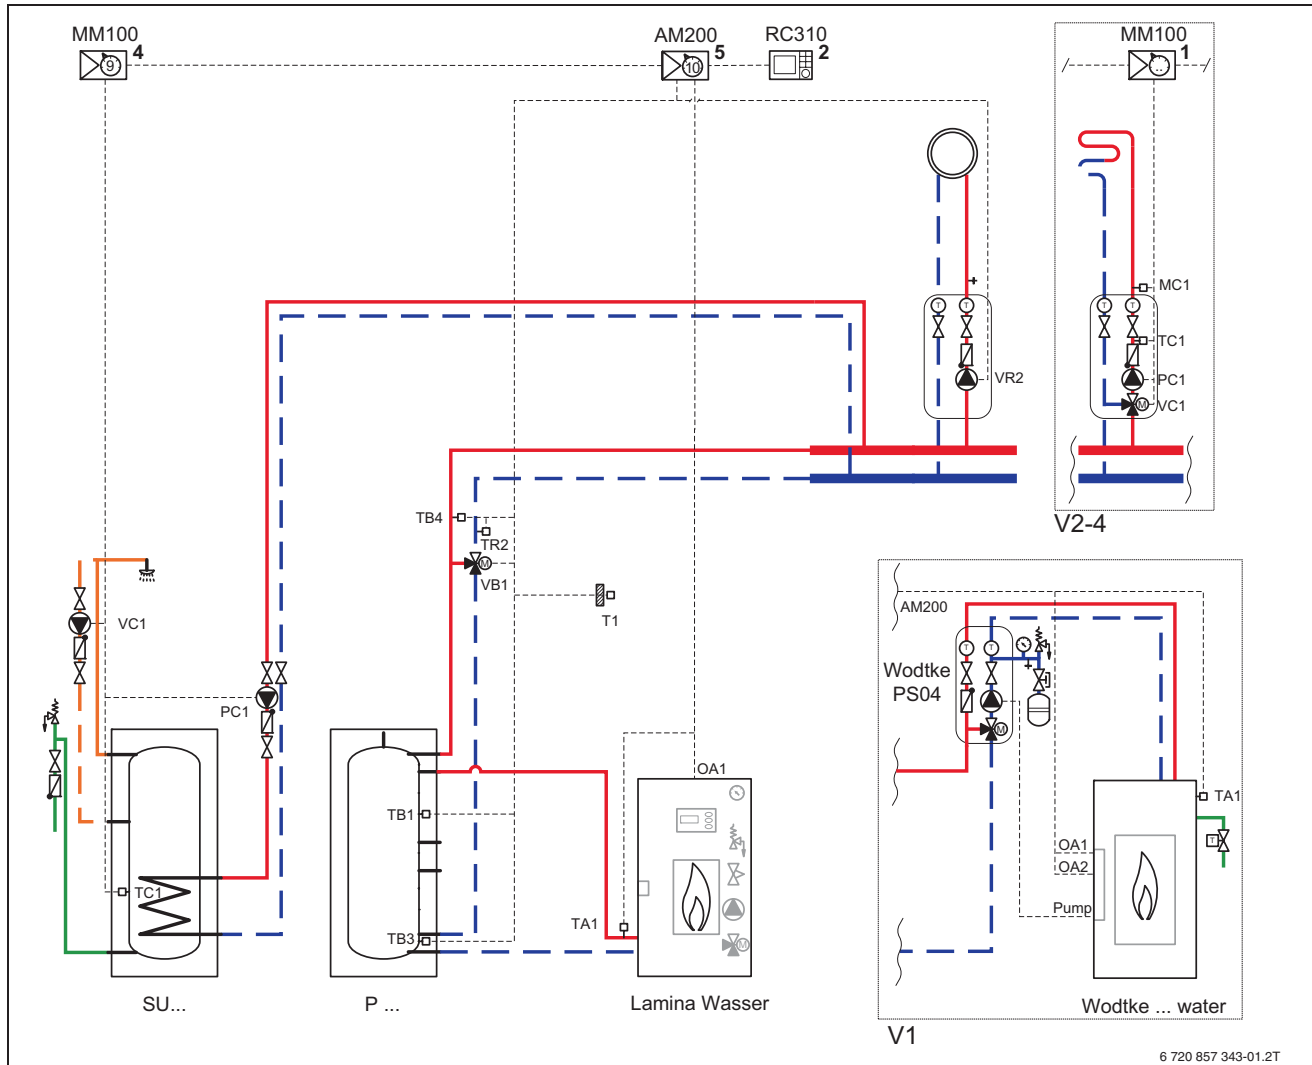 MM100
4
AM200
5
RC310
2
MM100
1
9
10
...
T
T
T
T
MC1
TC1
PC1
VC1
M
VR2
V2-4
TB4
TR2
M
VB1
T1
VC1
PC1
OA1
TB1
TC1
TA1
TB3
M
SU...
P ...
Lamina Wasser
AM200
T
T
Wodtke
PS04
M
TA1
T
OA1
OA2
Pump
Wodtke ... water
V1
6 720 857 343-01.2T